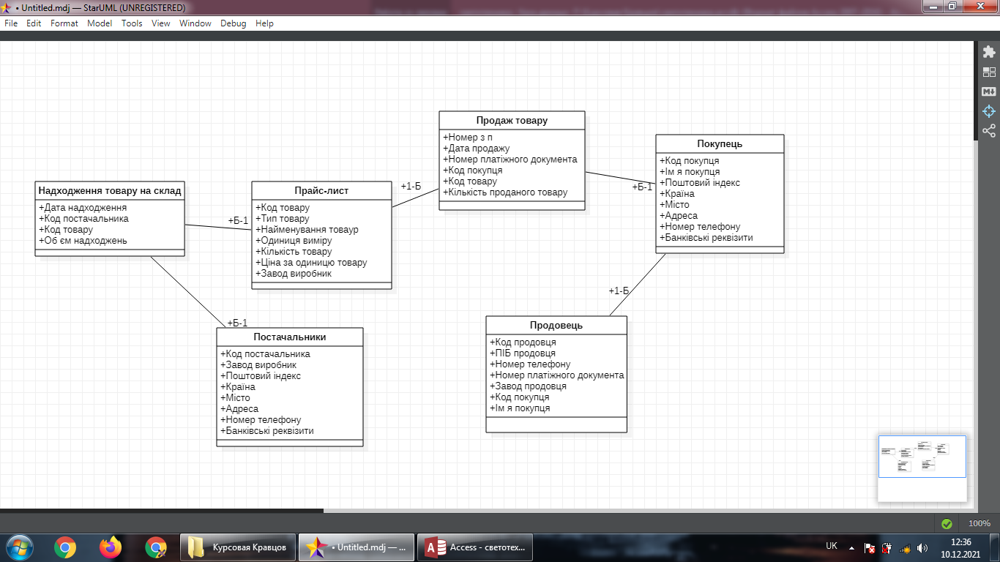 • Untitled.mdj — StarUML (UNREGISTERED)
File Edit Format Model Tools View Window Debug Help
Надходження товару на склад
+Дата надходження
+Код постачальника
+Код товару
+Об єм надходжень
+Б-1
Прайс-лист
+Код товару
+Тип товару
+Найменування товаур
+Одиниця виміру
+Кількість товару
+Ціна за одиницю товару
+Завод виробник
+1-Б
Продаж товару
+Номер з п
+Дата продажу
+Номер платіжного документа
+Код покупця
+Код товару
+Кількість проданого товару
+Б-1
Покупець
+Код покупця
+Ім я покупця
+Поштовий індекс
+Країна
+Місто
+Адреса
+Номер телефону
+Банківські реквізити
+Б-1
Постачальники
+Код постачальника
+Завод виробник
+Поштовий індекс
+Країна
+Місто
+Адреса
+Номер телефону
+Банківські реквізити
+1-Б
Продовець
+Код продовця
+ПІБ продовця
+Номер телефону
+Номер платіжного документа
+Завод продовця
+Код покупця
+Ім я покупця
100%
Курсовая Кравцов
• Untitled.mdj — ...
Access - светотех...
UK
12:36
10.12.2021